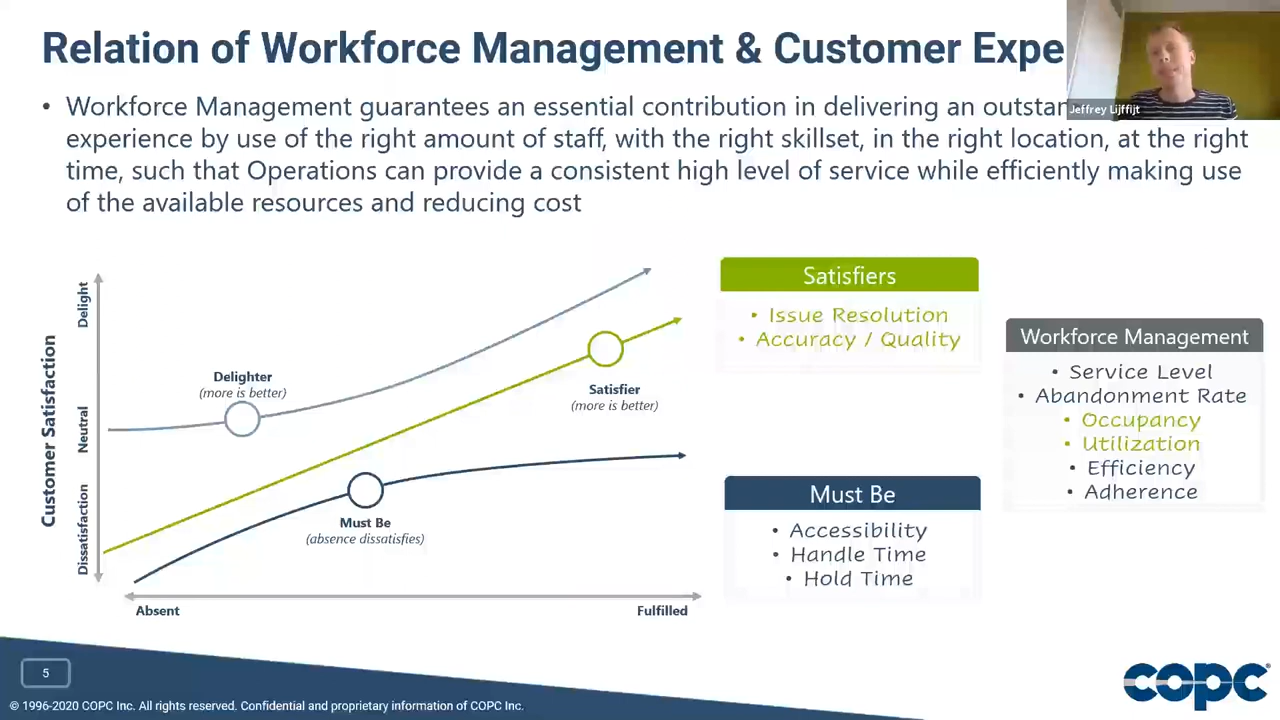 Relation of Workforce Management & Customer Expe
Jeffrey Lijffijt
• Workforce Management guarantees an essential contribution in delivering an outstan
experience by use of the right amount of staff, with the right skillset, in the right location, at the right
time, such that Operations can provide a consistent high level of service while efficiently making use
of the available resources and reducing cost
Customer Satisfaction
Delight
Neutral
Dissatisfaction
Delighter
(more is better)
Satisfier
(more is better)
Must Be
(absence dissatisfies)
Absent
Fulfilled
Satisfiers
• Issue Resolution
• Accuracy / Quality
Must Be
• Accessibility
• Handle Time
• Hold Time
Workforce Management
• Service Level
• Abandonment Rate
• Occupancy
• Utilization
• Efficiency
• Adherence
5
© 1996-2020 COPC Inc. All rights reserved. Confidential and proprietary information of COPC Inc.
copc®